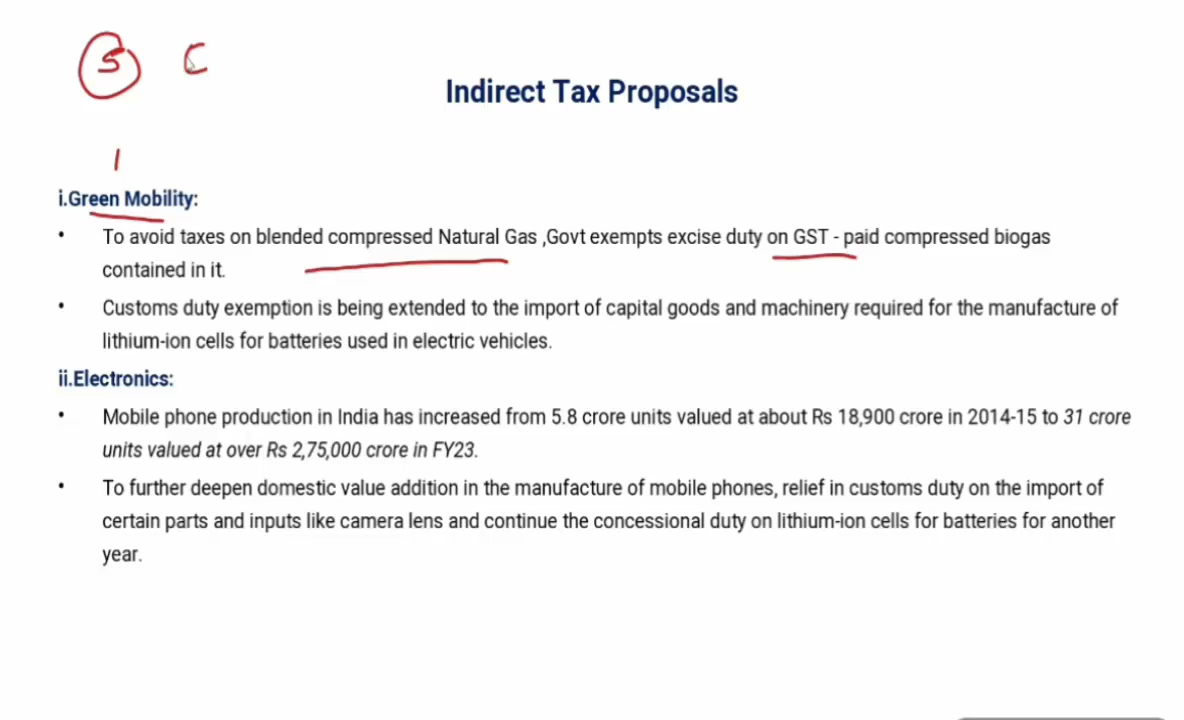 5 C
Indirect Tax Proposals
1
i.Green Mobility:
• To avoid taxes on blended compressed Natural Gas ,Govt exempts excise duty on GST - paid compressed biogas
contained in it.
• Customs duty exemption is being extended to the import of capital goods and machinery required for the manufacture of
lithium-ion cells for batteries used in electric vehicles.
ii.Electronics:
• Mobile phone production in India has increased from 5.8 crore units valued at about Rs 18,900 crore in 2014-15 to 31 crore
units valued at over Rs 2,75,000 crore in FY23.
• To further deepen domestic value addition in the manufacture of mobile phones, relief in customs duty on the import of
certain parts and inputs like camera lens and continue the concessional duty on lithium-ion cells for batteries for another
year.